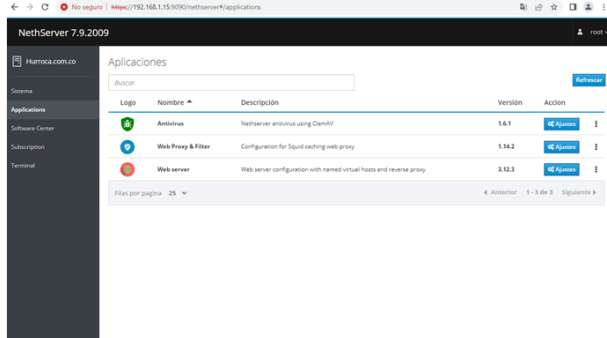 No seguro | https://192.168.1.15:9090/nethserver#/applications
NethServer 7.9.2009
root
Hurroca.com.co
Sistema
Applications
Software Center
Subscription
Terminal
Aplicaciones
Buscar
Refrescar
Logo Nombre Descripción Versión Accion
Antivirus Nethserver antivirus using ClamAV 1.6.1 Ajustes
Web Proxy & Filter Configuration for Squid caching web proxy 1.14.2 Ajustes
Web server Web server configuration with named virtual hosts and reverse proxy 3.12.3 Ajustes
Filas por pagina 25 Anterior 1 - 3 de 3 Siguiente